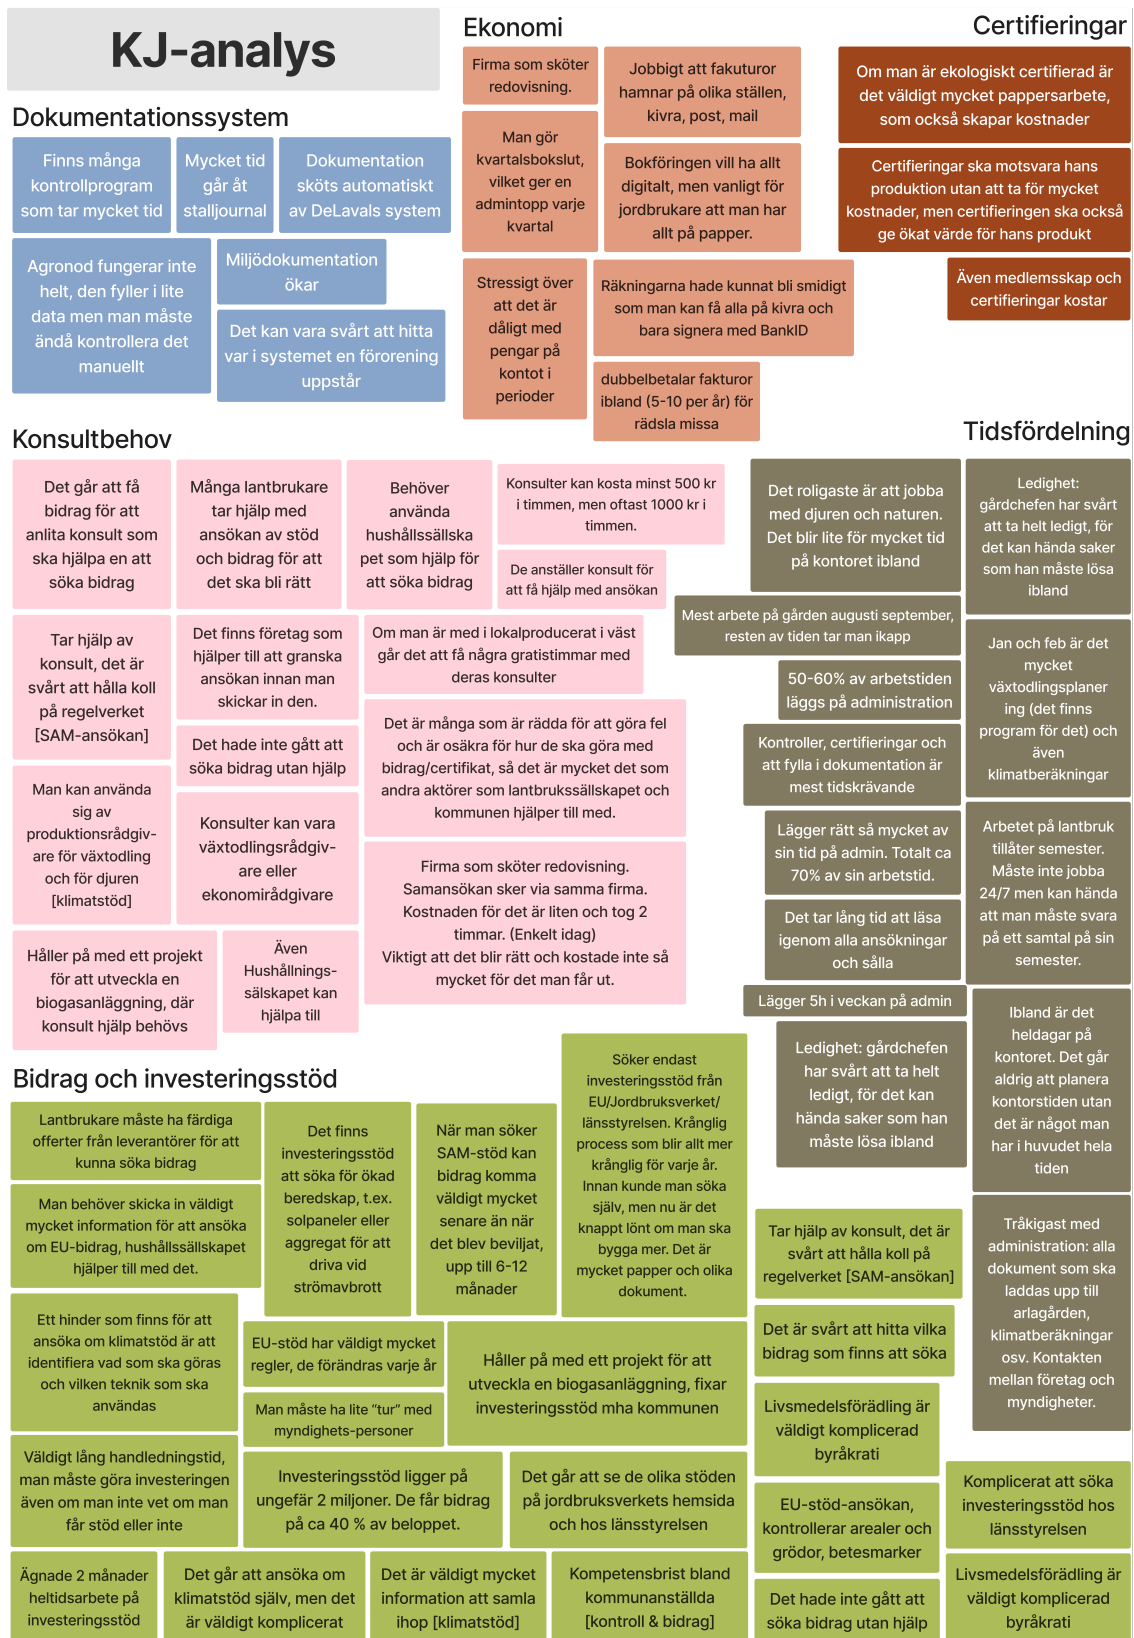 KJ-analys
Dokumentationssystem
Finns många
kontrollprogram
som tar mycket tid
Mycket tid
går åt
stalljournal
Dokumentation
sköts automatiskt
av DeLavals system
Agronod fungerar inte
helt, den fyller i lite
data men man måste
ändå kontrollera det
manuellt
Miljödokumentation
ökar
Det kan vara svårt att hitta
var i systemet en förorening
uppstår
Ekonomi
Firma som sköter
redovisning.
Jobbigt att fakuturor
hamnar på olika ställen,
kivra, post, mail
Man gör
kvartalsbokslut,
vilket ger en
admintopp varje
kvartal
Bokföringen vill ha allt
digitalt, men vanligt för
jordbrukare att man har
allt på papper.
Stressigt över
att det är
dåligt med
pengar på
kontot i
perioder
Räkningarna hade kunnat bli smidigt
som man kan få alla på kivra och
bara signera med BankID
dubbelbetalar fakturor
ibland (5-10 per år) för
rädsla missa
Certifieringar
Om man är ekologiskt certifierad är
det väldigt mycket pappersarbete,
som också skapar kostnader
Certifieringar ska motsvara hans
produktion utan att ta för mycket
kostnader, men certifieringen ska också
ge ökat värde för hans produkt
Även medlemsskap och
certifieringar kostar
Konsultbehov
Det går att få
bidrag för att
anlita konsult som
ska hjälpa en att
söka bidrag
Många lantbrukare
tar hjälp med
ansökan av stöd
och bidrag för att
det ska bli rätt
Behöver
använda
hushållssällska
pet som hjälp för
att söka bidrag
Konsulter kan kosta minst 500 kr
i timmen, men oftast 1000 kr i
timmen.
De anställer konsult för
att få hjälp med ansökan
Tar hjälp av
konsult, det är
svårt att hålla koll
på regelverket
[SAM-ansökan]
Det finns företag som
hjälper till att granska
ansökan innan man
skickar in den.
Om man är med i lokalproducerat i väst
går det att få några gratistimmar med
deras konsulter
Det hade inte gått att
söka bidrag utan hjälp
Det är många som är rädda för att göra fel
och är osäkra för hur de ska göra med
bidrag/certifikat, så det är mycket det som
andra aktörer som lantbrukssällskapet och
kommunen hjälper till med.
Man kan använda
sig av
produktionsrådgiv-
are för växtodling
och för djuren
[klimatstöd]
Konsulter kan vara
växtodlingsrådgiv-
are eller
ekonomirådgivare
Firma som sköter redovisning.
Samansökan sker via samma firma.
Kostnaden för det är liten och tog 2
timmar. (Enkelt idag)
Viktigt att det blir rätt och kostade inte så
mycket för det man får ut.
Håller på med ett projekt
för att utveckla en
biogasanläggning, där
konsult hjälp behövs
Även
Hushållnings-
sälskapet kan
hjälpa till
Tidsfördelning
Det roligaste är att jobba
med djuren och naturen.
Det blir lite för mycket tid
på kontoret ibland
Ledighet:
gårdchefen har svårt
att ta helt ledigt, för
det kan hända saker
som han måste lösa
ibland
Mest arbete på gården augusti september,
resten av tiden tar man ikapp
50-60% av arbetstiden
läggs på administration
Jan och feb är det
mycket
växtodlingsplaner
ing (det finns
program för det) och
även
klimatberäkningar
Kontroller, certifieringar och
att fylla i dokumentation är
mest tidskrävande
Lägger rätt så mycket av
sin tid på admin. Totalt ca
70% av sin arbetstid.
Arbetet på lantbruk
tillåter semester.
Måste inte jobba
24/7 men kan hända
att man måste svara
på ett samtal på sin
semester.
Det tar lång tid att läsa
igenom alla ansökningar
och sålla
Lägger 5h i veckan på admin
Ledighet: gårdchefen
har svårt att ta helt
ledigt, för det kan
hända saker som han
måste lösa ibland
Ibland är det
heldagar på
kontoret. Det går
aldrig att planera
kontorstiden utan
det är något man
har i huvudet hela
tiden
Tråkigast med
administration: alla
dokument som ska
laddas upp till
arlagården,
klimatberäkningar
osv. Kontakten
mellan företag och
myndigheter.
Bidrag och investeringsstöd
Lantbrukare måste ha färdiga
offerter från leverantörer för att
kunna söka bidrag
Man behöver skicka in väldigt
mycket information för att ansöka
om EU-bidrag, hushållssällskapet
hjälper till med det.
Det finns
investeringsstöd
att söka för ökad
beredskap, t.ex.
solpaneler eller
aggregat för att
driva vid
strömavbrott
När man söker
SAM-stöd kan
bidrag komma
väldigt mycket
senare än när
det blev beviljat,
upp till 6-12
månader
Söker endast
investeringsstöd från
EU/Jordbruksverket/
länsstyrelsen. Krånglig
process som blir allt mer
krånglig för varje år.
Innan kunde man söka
själv, men nu är det
knappt lönt om man ska
bygga mer. Det är
mycket papper och olika
dokument.
Tar hjälp av konsult, det är
svårt att hålla koll på
regelverket [SAM-ansökan]
Ett hinder som finns för att
ansöka om klimatstöd är att
identifiera vad som ska göras
och vilken teknik som ska
användas
EU-stöd har väldigt mycket
regler, de förändras varje år
Man måste ha lite “tur” med
myndighets-personer
Håller på med ett projekt för att
utveckla en biogasanläggning, fixar
investeringsstöd mha kommunen
Det är svårt att hitta vilka
bidrag som finns att söka
Livsmedelsförädling är
väldigt komplicerad
byråkrati
Väldigt lång handledningstid,
man måste göra investeringen
även om man inte vet om man
får stöd eller inte
Investeringsstöd ligger på
ungefär 2 miljoner. De får bidrag
på ca 40 % av beloppet.
Det går att se de olika stöden
på jordbruksverkets hemsida
och hos länsstyrelsen
EU-stöd-ansökan,
kontrollerar arealer och
grödor, betesmarker
Komplicerat att söka
investeringsstöd hos
länsstyrelsen
Ägnade 2 månader
heltidsarbete på
investeringsstöd
Det går att ansöka om
klimatstöd själv, men det
är väldigt komplicerat
Det är väldigt mycket
information att samla
ihop [klimatstöd]
Kompetensbrist bland
kommunanställda
[kontroll & bidrag]
Det hade inte gått att
söka bidrag utan hjälp
Livsmedelsförädling är
väldigt komplicerad
byråkrati